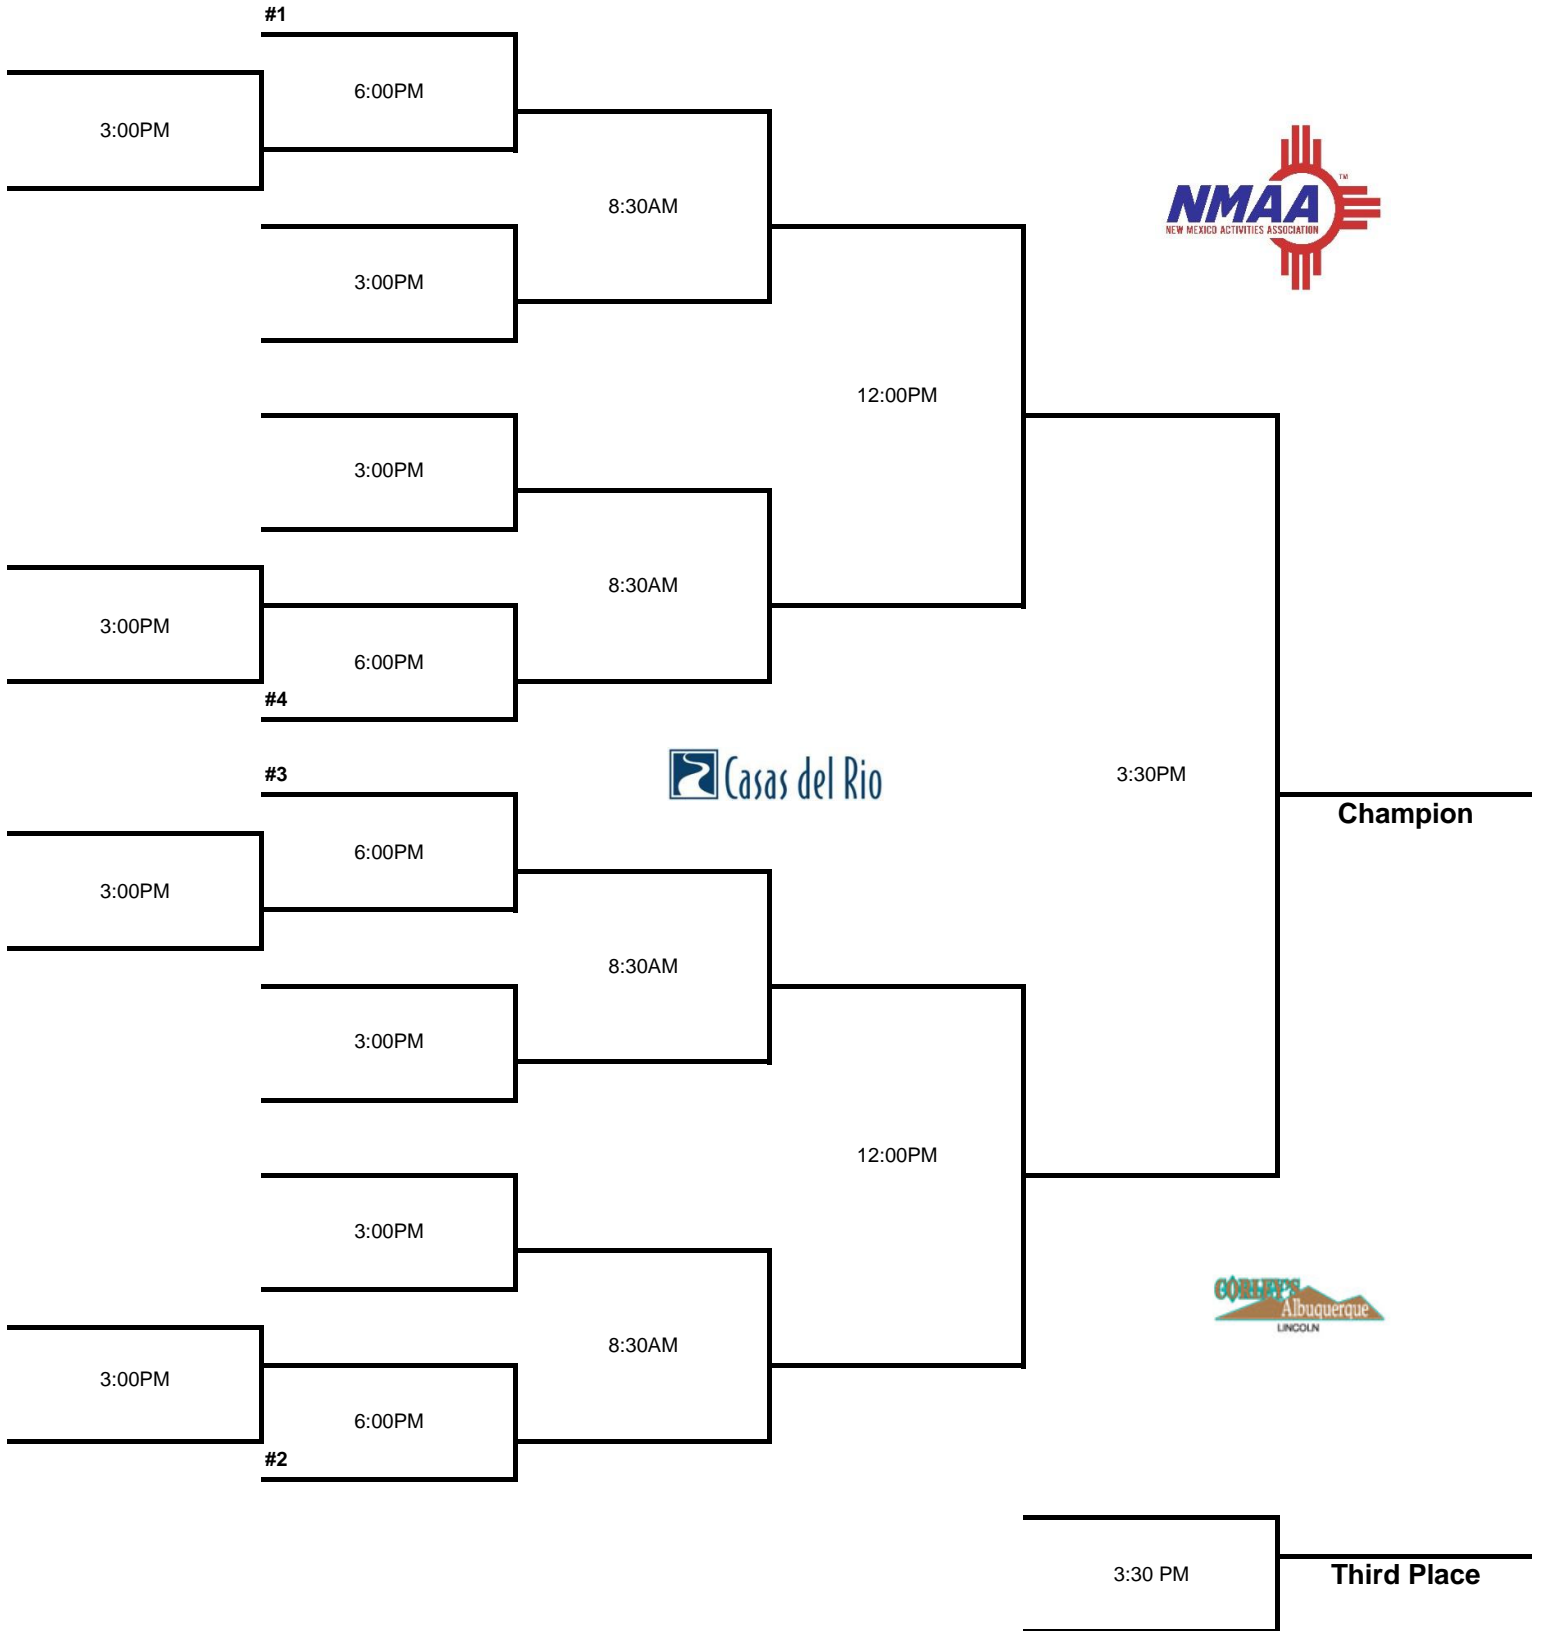 #1
6:00PM
3:00PM
8:30AM
3:00PM
NMAA
TM
NEW MEXICO ACTIVITIES ASSOCIATION
12:00PM
3:00PM
8:30AM
3:00PM
6:00PM
#4
#3
Casas del Rio
3:30PM
Champion
6:00PM
3:00PM
8:30AM
3:00PM
12:00PM
3:00PM
CORLEY'S
Albuquerque
LINCOLN
8:30AM
3:00PM
6:00PM
#2
3:30 PM
Third Place